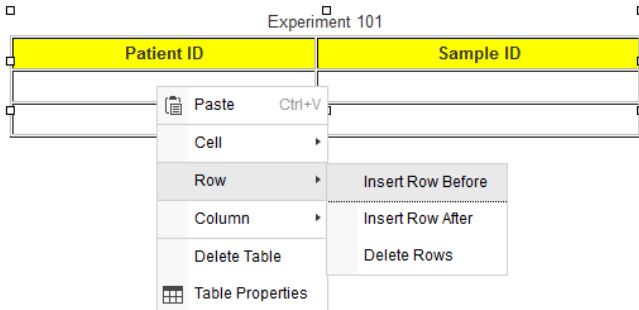 Experiment 101
Patient ID Sample ID
Paste Ctrl+V
Cell
Row Insert Row Before
Column Insert Row After
Delete Table Delete Rows
Table Properties